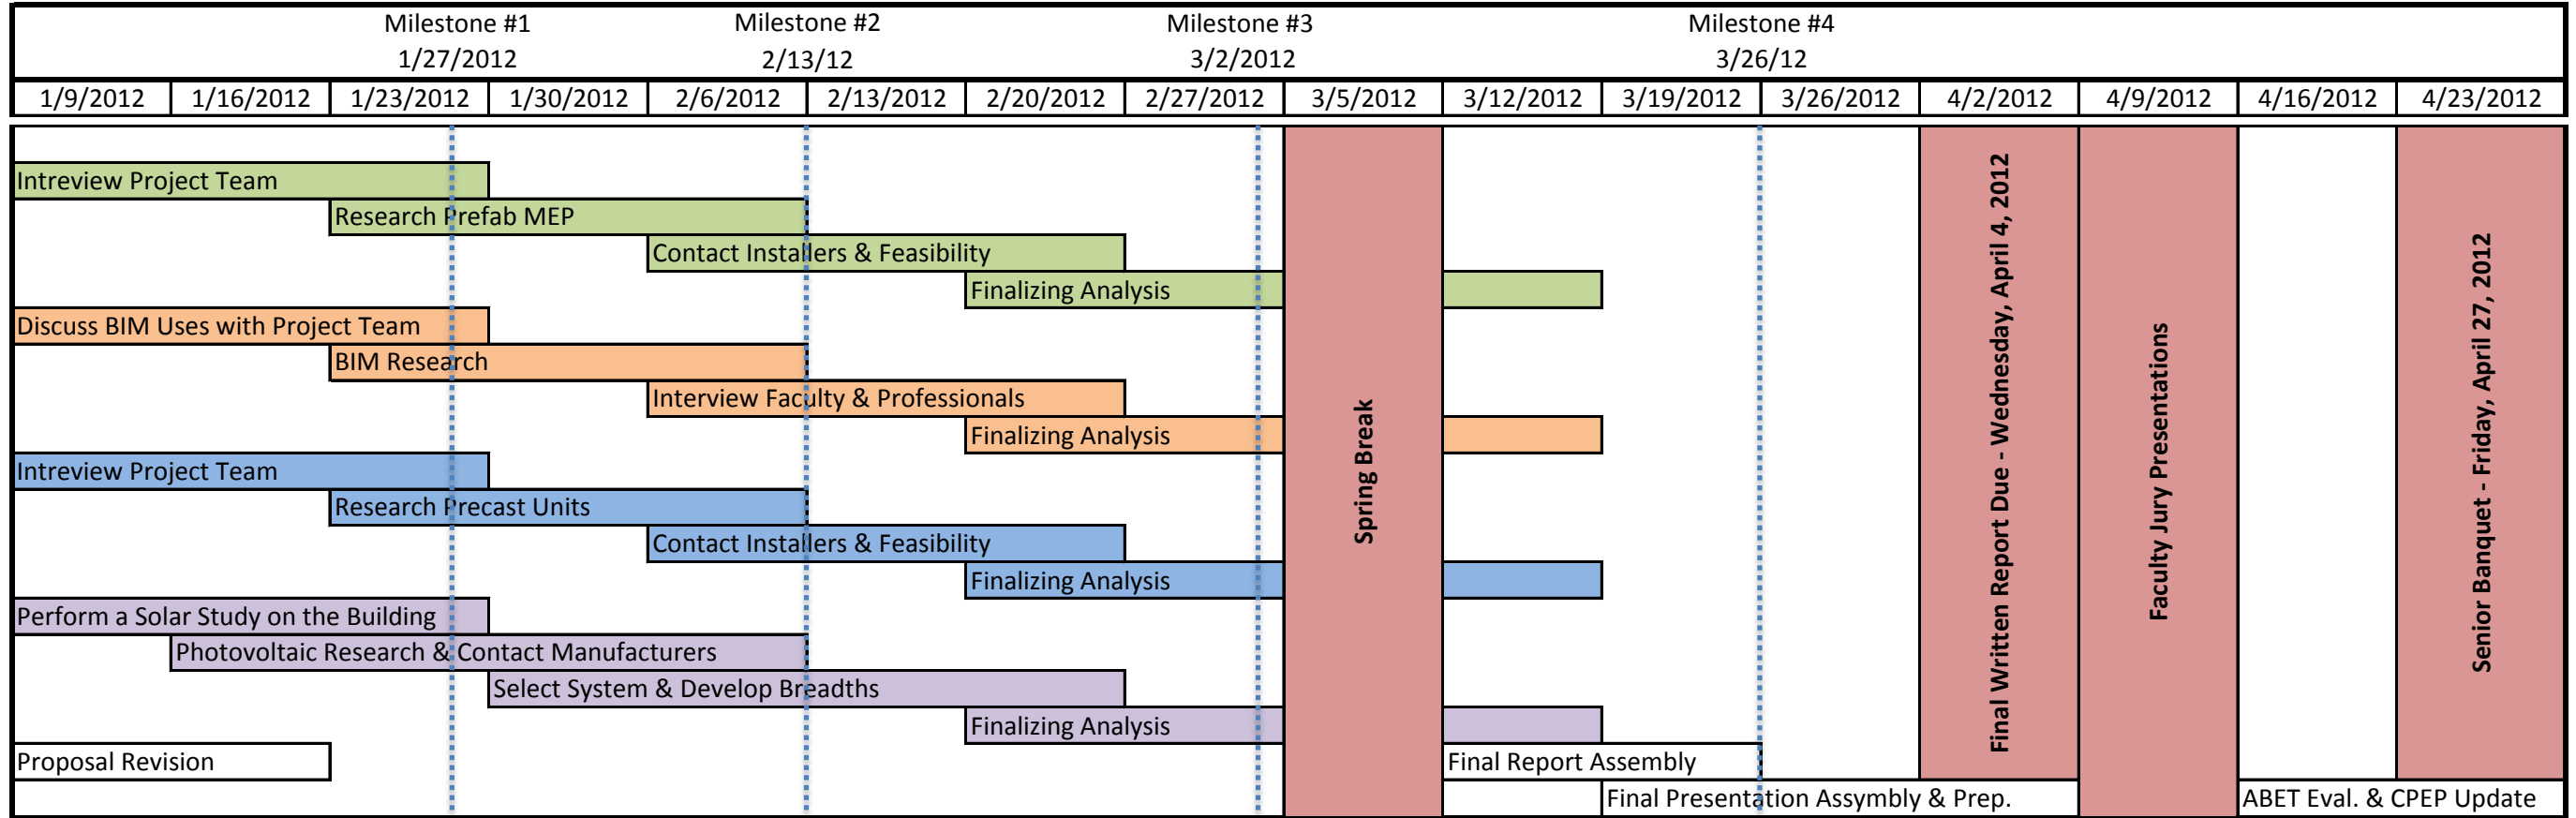 Milestone #1 Milestone #2 Milestone #3 Milestone #4
1/27/2012 2/13/12 3/2/2012 3/26/12
1/9/2012 1/16/2012 1/23/2012 1/30/2012 2/6/2012 2/13/2012 2/20/2012 2/27/2012 3/5/2012 3/12/2012 3/19/2012 3/26/2012 4/2/2012 4/9/2012 4/16/2012 4/23/2012
Intreview Project Team
Research Prefab MEP
Contact Installers & Feasibility
Finalizing Analysis
Discuss BIM Uses with Project Team
BIM Research
Interview Faculty & Professionals
Finalizing Analysis
Intreview Project Team
Research Precast Units
Contact Installers & Feasibility
Finalizing Analysis
Perform a Solar Study on the Building
Photovoltaic Research & Contact Manufacturers
Select System & Develop Breadths
Finalizing Analysis
Proposal Revision
Final Report Assembly
Final Presentation Assymbly & Prep.
ABET Eval. & CPEP Update
Spring Break
Final Written Report Due - Wednesday, April 4, 2012
Faculty Jury Presentations
Senior Banquet - Friday, April 27, 2012